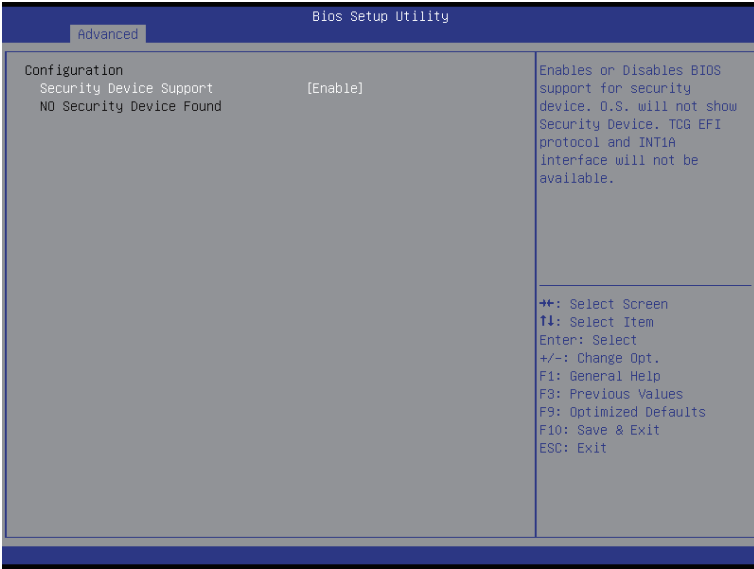 Bios Setup Utility
Advanced
Configuration
Security Device Support [Enable]
NO Security Device Found
Enables or Disables BIOS
support for security
device. O.S. will not show
Security Device. TCG EFI
protocol and INT1A
interface will not be
available.
→←: Select Screen
↑↓: Select Item
Enter: Select
+/-: Change Opt.
F1: General Help
F3: Previous Values
F9: Optimized Defaults
F10: Save & Exit
ESC: Exit